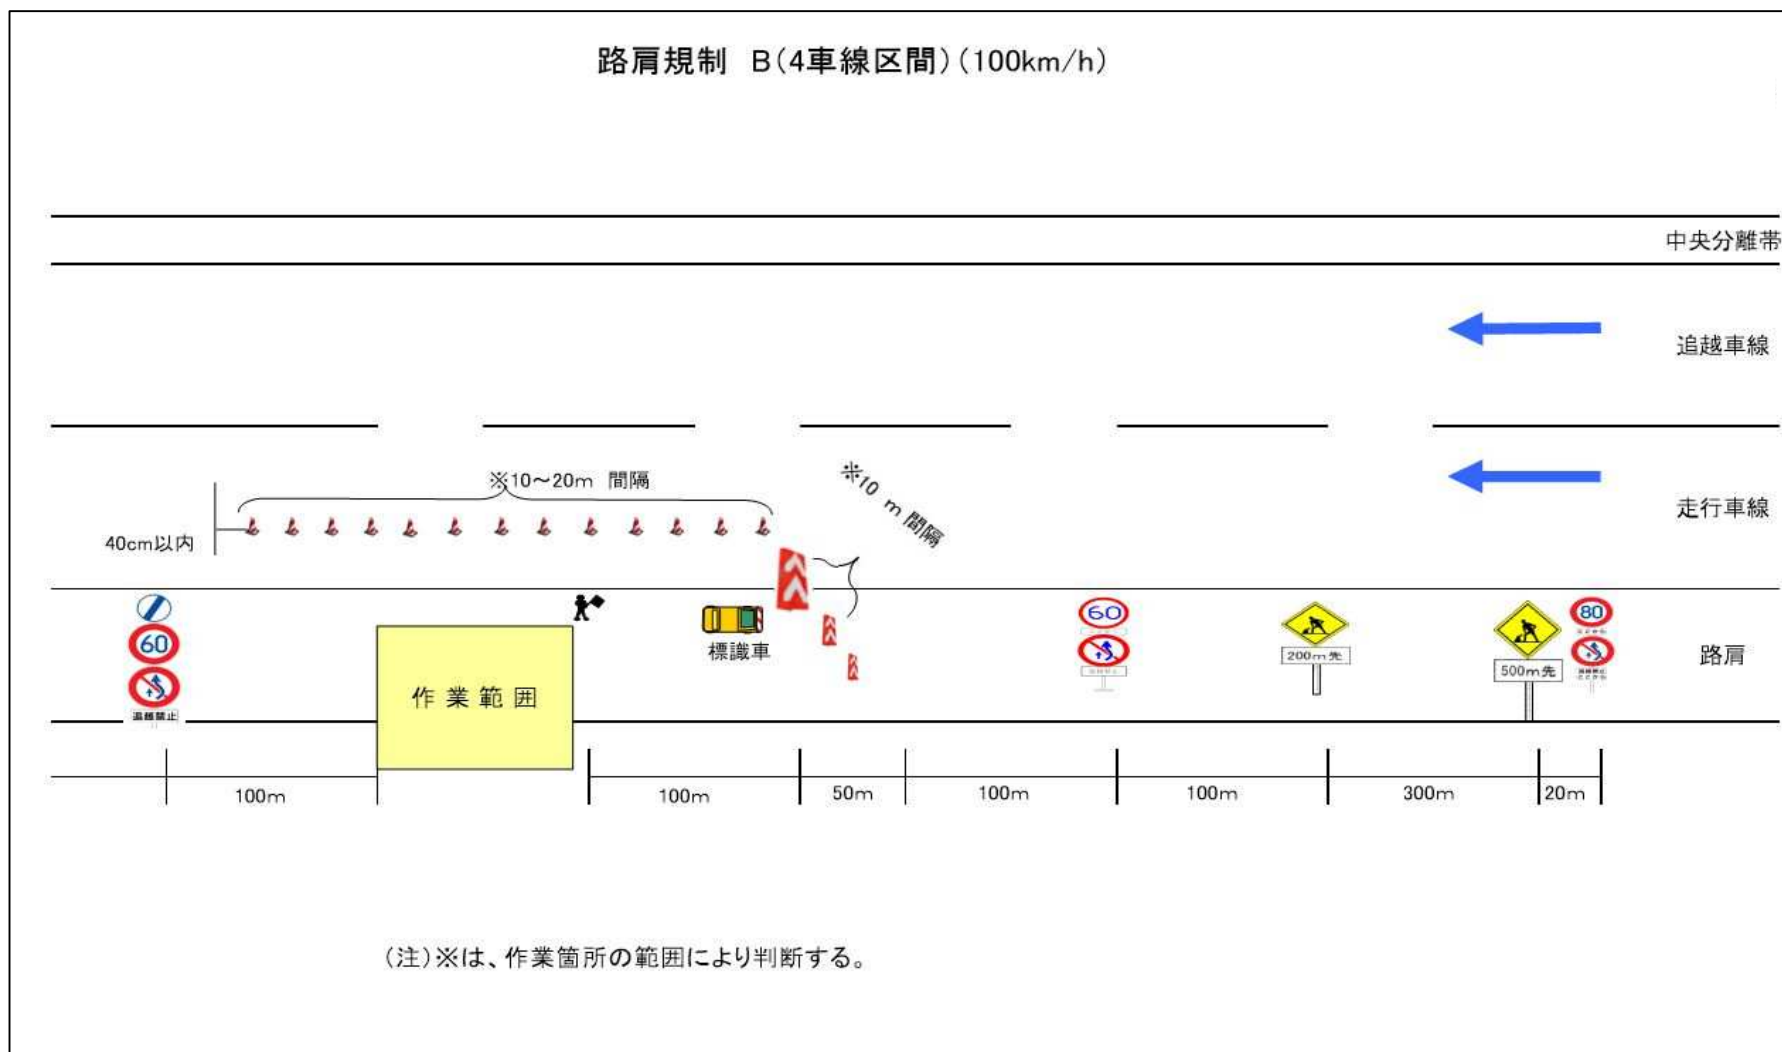 路肩規制 B(4車線区間)(100km/h)
中央分離帯
追越車線
※10～20m 間隔
※10 m 間隔
走行車線
40cm以内
60
追越禁止
作業範囲
標識車
60
200m先
500m先
80
路肩
100m
100m
50m
100m
100m
300m
20m
(注)※は、作業箇所の範囲により判断する。